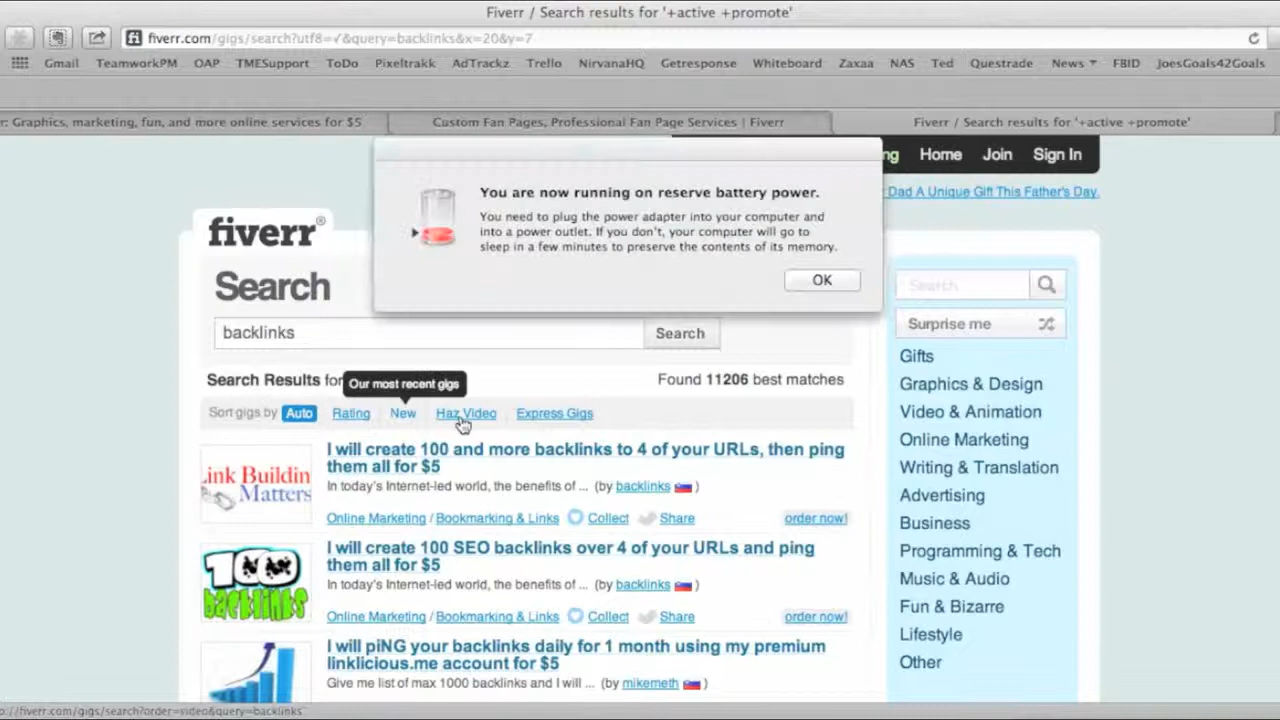 Fiverr / Search results for '+active +promote'
fiverr.com/gigs/search?utf8=✓&query=backlinks&x=20&y=7
Gmail TeamworkPM OAP TMESupport ToDo Pixeltrakk AdTrackz Trello NirvanaHQ Getresponse Whiteboard Zaxaa NAS Ted Questrade News FBID JoesGoals42Goals
r: Graphics, marketing, fun, and more online services for $5 Custom Fan Pages, Professional Fan Page Services | Fiverr Fiverr / Search results for '+active +promote'
ng Home Join Sign In
Dad A Unique Gift This Father's Day.
You are now running on reserve battery power.
You need to plug the power adapter into your computer and
into a power outlet. If you don't, your computer will go to
sleep in a few minutes to preserve the contents of its memory.
OK
fiverr®
Search
backlinks Search
Search Results for Found 11206 best matches
Our most recent gigs
Sort gigs by Auto Rating New Haz Video Express Gigs
ink Buildin
Matters
I will create 100 and more backlinks to 4 of your URLs, then ping
them all for $5
In today's Internet-led world, the benefits of ... (by backlinks )
Online Marketing / Bookmarking & Links Collect Share order now!
100
backlinks
I will create 100 SEO backlinks over 4 of your URLs and ping
them all for $5
In today's Internet-led world, the benefits of ... (by backlinks )
Online Marketing / Bookmarking & Links Collect Share order now!
I will piNG your backlinks daily for 1 month using my premium
linklicious.me account for $5
Give me list of max 1000 backlinks and I will ... (by mikemeth )
Search
Surprise me
Gifts
Graphics & Design
Video & Animation
Online Marketing
Writing & Translation
Advertising
Business
Programming & Tech
Music & Audio
Fun & Bizarre
Lifestyle
Other
p://fiverr.com/gigs/search?order=video&query=backlinks"